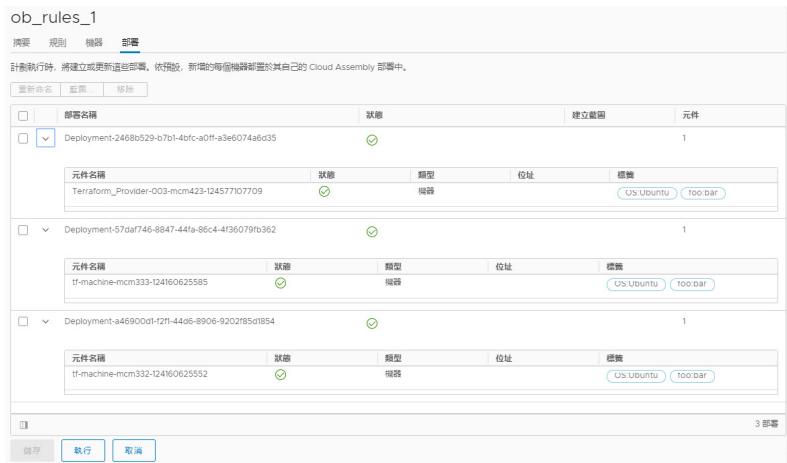 ob_rules_1
摘要 規則 機器 部署
計劃執行時，將建立或更新這些部署。依預設，新增的每個機器都置於其自己的 Cloud Assembly 部署中。
重新命名 藍圖... 移除
部署名稱 狀態 建立藍圖 元件
Deployment-2468b529-b7b1-4bfc-a0ff-a3e6074a6d35 1
元件名稱 狀態 類型 位址 標籤
Terraform_Provider-003-mcm423-124577107709 機器 OS:Ubuntu foo:bar
Deployment-57daf746-8847-44fa-86c4-4f36079fb362 1
元件名稱 狀態 類型 位址 標籤
tf-machine-mcm333-124160625585 機器 OS:Ubuntu foo:bar
Deployment-a46900d1-f2f1-44d6-8906-9202f85d1854 1
元件名稱 狀態 類型 位址 標籤
tf-machine-mcm332-124160625552 機器 OS:Ubuntu foo:bar
3 部署
儲存 執行 取消